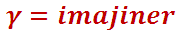 γ = imajiner